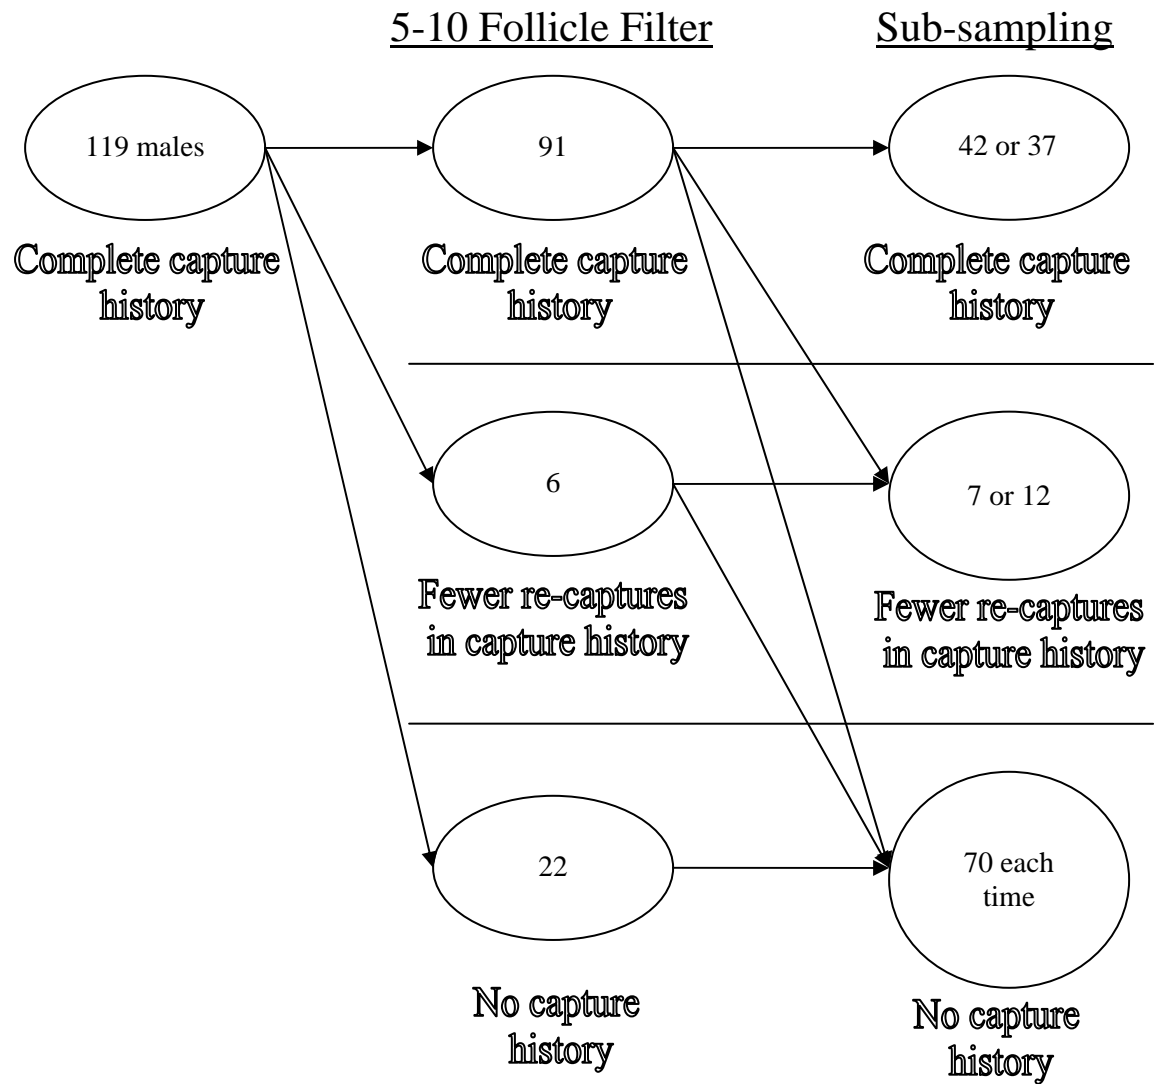 5-10 Follicle Filter
Sub-sampling
119 males
91
42 or 37
Complete capture
history
Complete capture
history
Complete capture
history
6
7 or 12
Fewer re-captures
in capture history
Fewer re-captures
in capture history
22
70 each
time
No capture
history
No capture
history